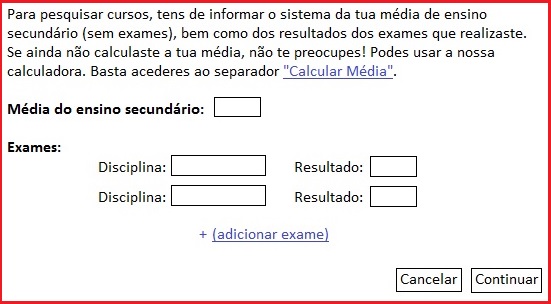 Para pesquisar cursos, tens de informar o sistema da tua média de ensino
secundário (sem exames), bem como dos resultados dos exames que realizaste.
Se ainda não calculaste a tua média, não te preocupes! Podes usar a nossa
calculadora. Basta acederes ao separador "Calcular Média".
Média do ensino secundário:
Exames:
Disciplina: Resultado:
Disciplina: Resultado:
+ (adicionar exame)
Cancelar Continuar